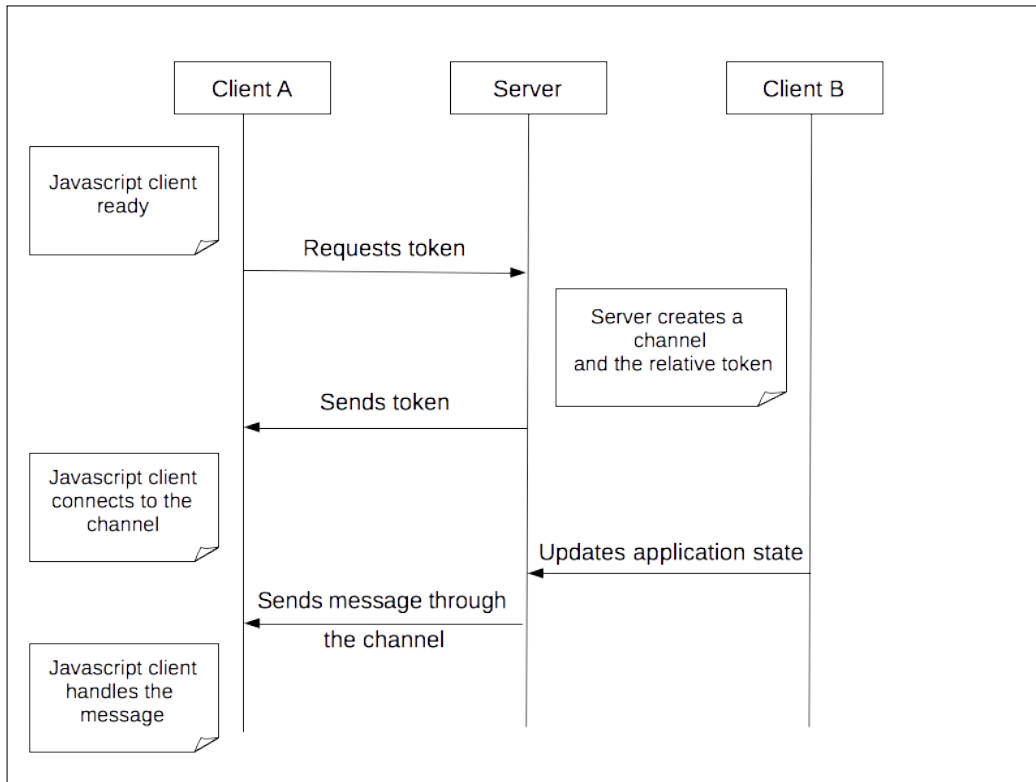 Client A
Server
Client B
Javascript client
ready
Requests token
Server creates a
channel
and the relative token
Sends token
Javascript client
connects to the
channel
Updates application state
Sends message through
the channel
Javascript client
handles the
message